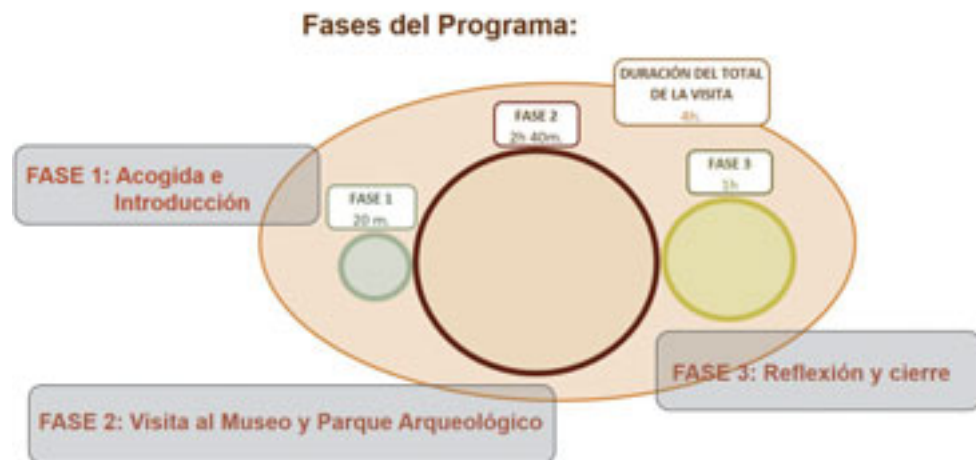 Fases del Programa:
DURACIÓN DEL TOTAL
DE LA VISITA
4h.
FASE 2
2h 40m.
FASE 3
1h
FASE 1: Acogida e
Introducción
FASE 1
20 m.
FASE 3: Reflexión y cierre
FASE 2: Visita al Museo y Parque Arqueológico